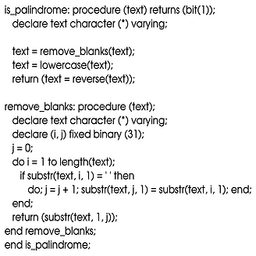 is_palindrome: procedure (text) returns (bit(1));
declare text character (*) varying;
text = remove_blanks(text);
text = lowercase(text);
return (text = reverse(text));
remove_blanks: procedure (text);
declare text character (*) varying;
declare (i, j) fixed binary (31);
j = 0;
do i = 1 to length(text);
if substr(text, i, 1) = ' ' then
do; j = j + 1; substr(text, j, 1) = substr(text, i, 1); end;
end;
return (substr(text, 1, j));
end remove_blanks;
end is_palindrome;